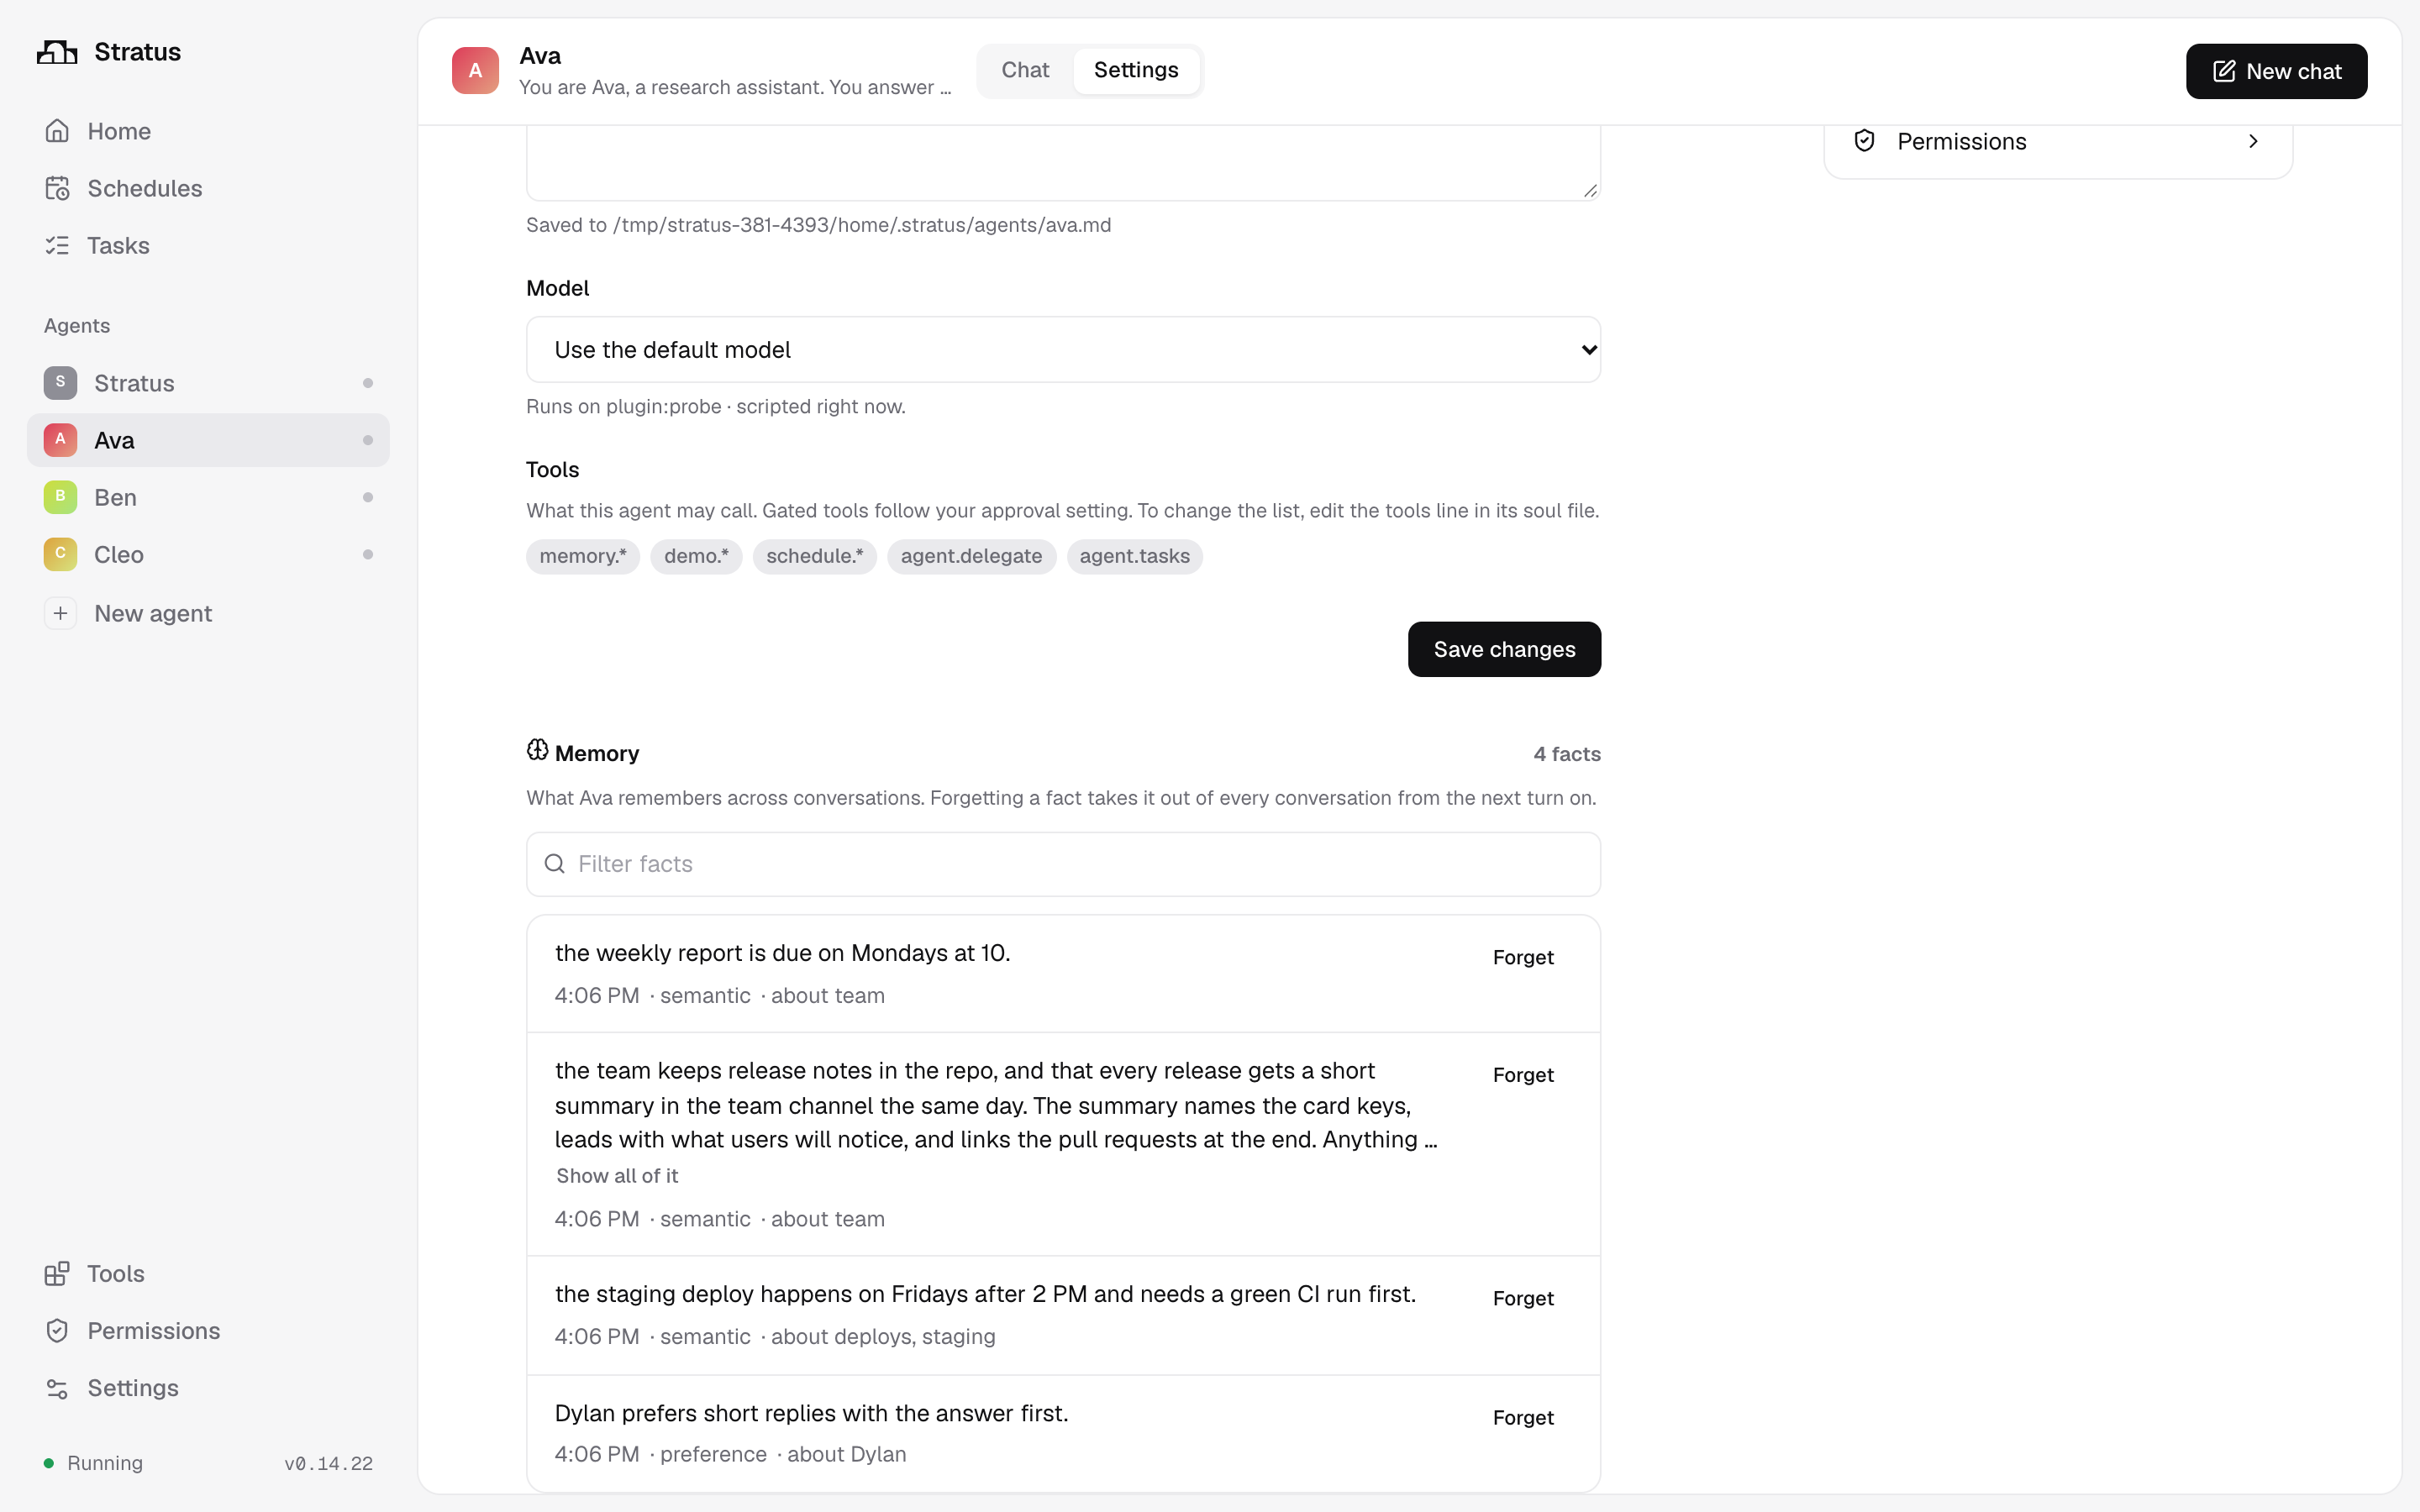 Stratus
Home
Schedules
Tasks
Agents
S Stratus
A Ava
B Ben
C Cleo
New agent
Tools
Permissions
Settings
Running v0.14.22
A
Ava
You are Ava, a research assistant. You answer ...
Chat Settings
New chat
Permissions
Saved to /tmp/stratus-381-4393/home/.stratus/agents/ava.md
Model
Use the default model
Runs on plugin:probe · scripted right now.
Tools
What this agent may call. Gated tools follow your approval setting. To change the list, edit the tools line in its soul file.
memory.* demo.* schedule.* agent.delegate agent.tasks
Save changes
Memory 4 facts
What Ava remembers across conversations. Forgetting a fact takes it out of every conversation from the next turn on.
Filter facts
the weekly report is due on Mondays at 10. Forget
4:06 PM · semantic · about team
the team keeps release notes in the repo, and that every release gets a short Forget
summary in the team channel the same day. The summary names the card keys,
leads with what users will notice, and links the pull requests at the end. Anything ...
Show all of it
4:06 PM · semantic · about team
the staging deploy happens on Fridays after 2 PM and needs a green CI run first. Forget
4:06 PM · semantic · about deploys, staging
Dylan prefers short replies with the answer first. Forget
4:06 PM · preference · about Dylan